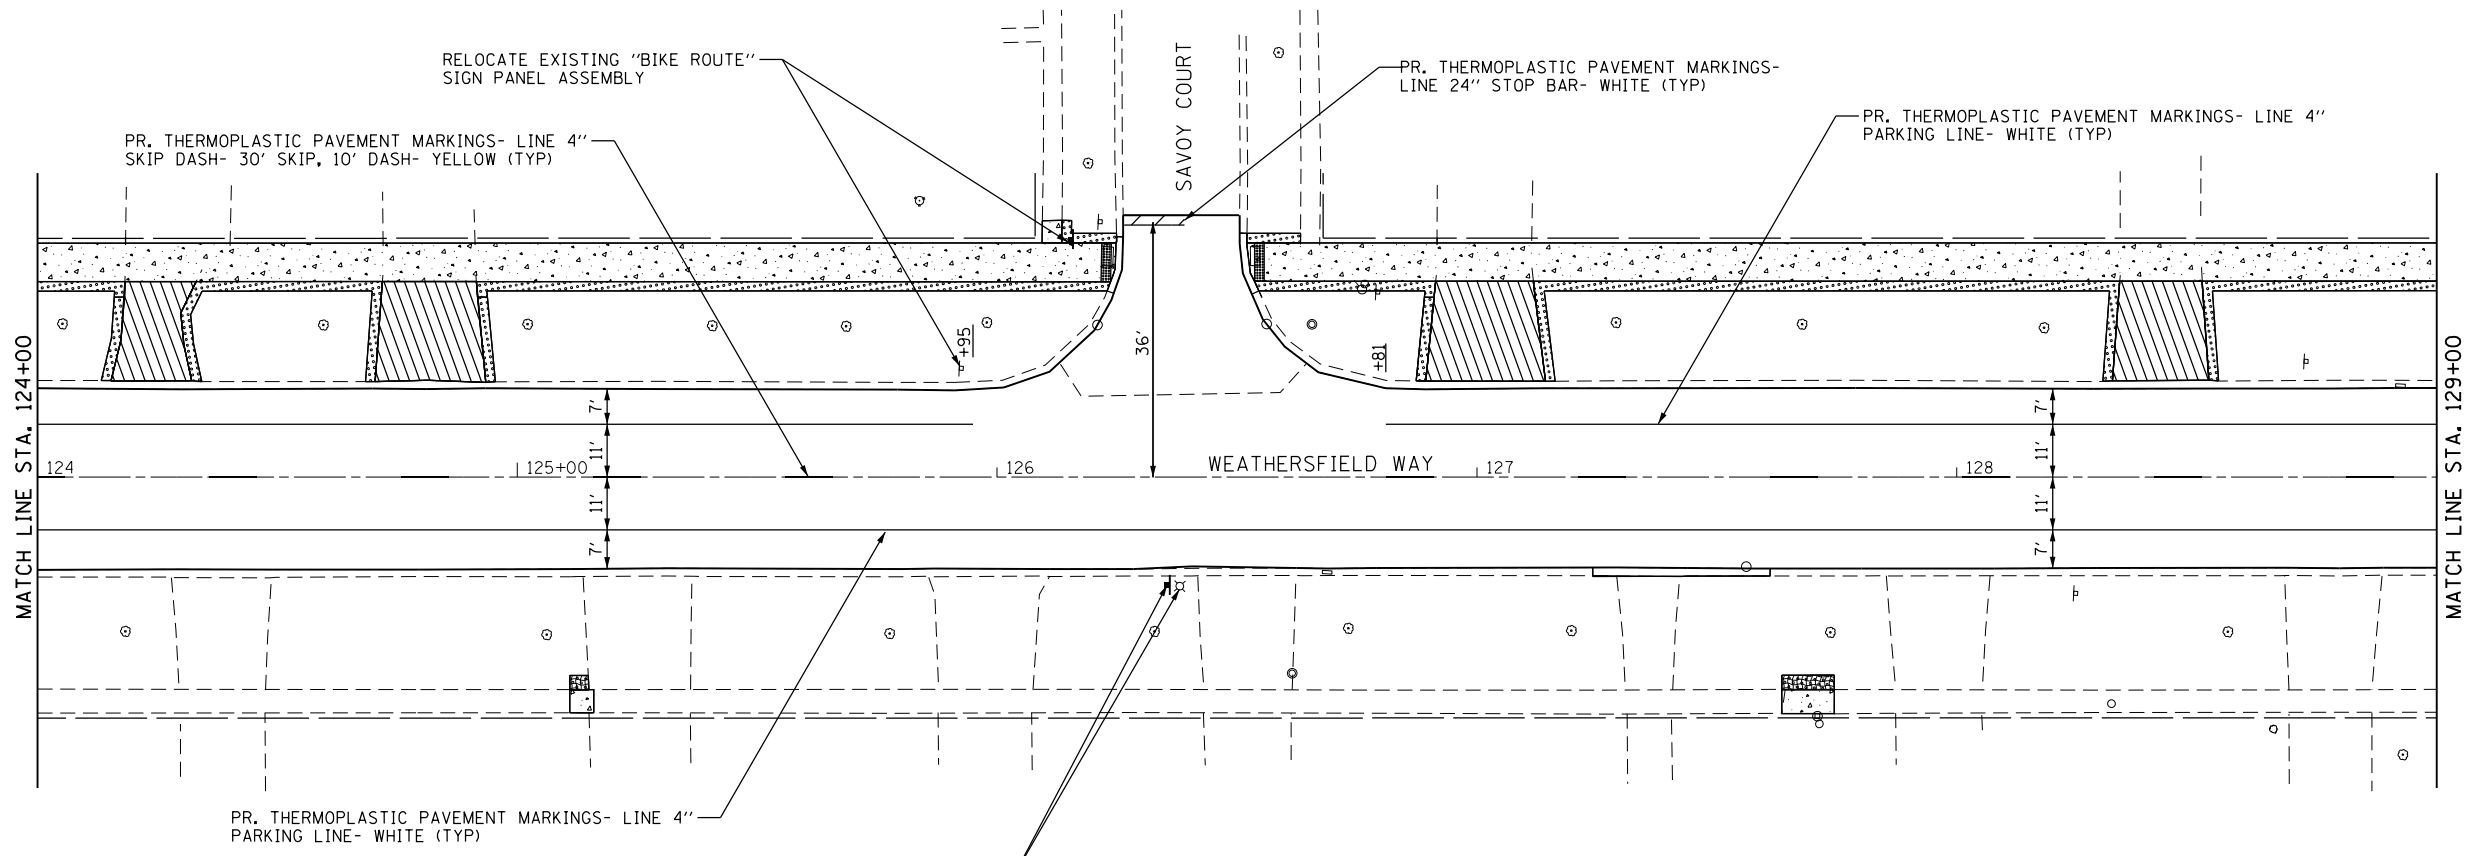 RELOCATE EXISTING "BIKE ROUTE"
SIGN PANEL ASSEMBLY
SAVOY COURT
PR. THERMOPLASTIC PAVEMENT MARKINGS-
LINE 24" STOP BAR- WHITE (TYP)
PR. THERMOPLASTIC PAVEMENT MARKINGS- LINE 4"
PARKING LINE- WHITE (TYP)
PR. THERMOPLASTIC PAVEMENT MARKINGS- LINE 4"
SKIP DASH- 30' SKIP, 10' DASH- YELLOW (TYP)
MATCH LINE STA. 124+00
+95
36'
+81
MATCH LINE STA. 129+00
7'
7'
11'
11'
124
125+00
126
WEATHERSFIELD WAY
127
128
11'
11'
7'
7'
PR. THERMOPLASTIC PAVEMENT MARKINGS- LINE 4"
PARKING LINE- WHITE (TYP)